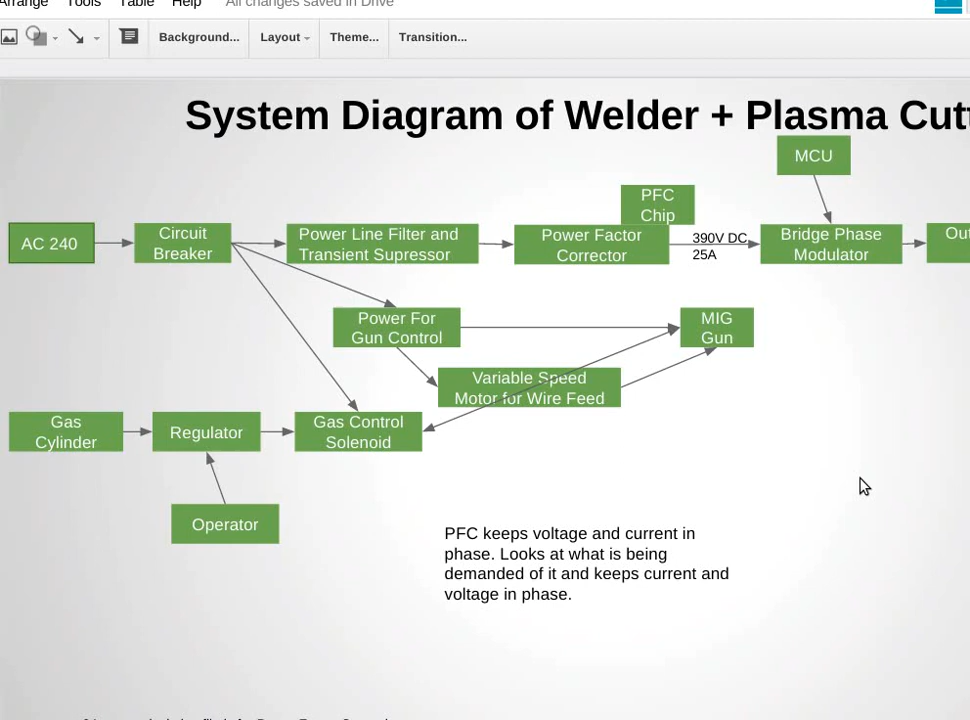 Arrange Tools Table Help All changes saved in Drive
Background... Layout Theme... Transition...
System Diagram of Welder + Plasma
MCU
PFC
Chip
AC 240
Circuit
Breaker
Power Line Filter and
Transient Supressor
Power Factor
Corrector
390V DC
25A
Bridge Phase
Modulator
Power For
Gun Control
MIG
Gun
Variable Speed
Motor for Wire Feed
Gas
Cylinder
Regulator
Gas Control
Solenoid
Operator
PFC keeps voltage and current in
phase. Looks at what is being
demanded of it and keeps current and
voltage in phase.